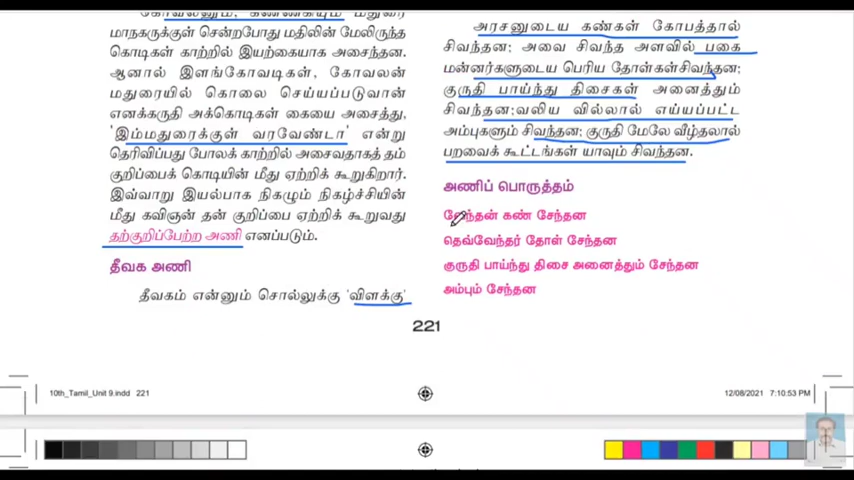 கோவலனும், கண்ணகியும் மதுரை
மாநகருக்குள் சென்றபோது மதிலின் மேலிருந்த
கொடிகள் காற்றில் இயற்கையாக அசைந்தன.
ஆனால் இளங்கோவடிகள், கோவலன்
மதுரையில் கொலை செய்யப்படுவான்
எனக்கருதி அக்கொடிகள் கையை அசைத்து,
'இம்மதுரைக்குள் வரவேண்டா' என்று
தெரிவிப்பது போலக் காற்றில் அசைவதாகத் தம்
குறிப்பைக் கொடியின் மீது ஏற்றிக் கூறுகிறார்.
இவ்வாறு இயல்பாக நிகழும் நிகழ்ச்சியின்
மீது கவிஞன் தன் குறிப்பை ஏற்றிக் கூறுவது
தற்குறிப்பேற்ற அணி எனப்படும்.
தீவக அணி
தீவகம் என்னும் சொல்லுக்கு 'விளக்கு'
அரசனுடைய கண்கள் கோபத்தால்
சிவந்தன; அவை சிவந்த அளவில் பகை
மன்னர்களுடைய பெரிய தோள்கள்சிவந்தன;
குருதி பாய்ந்து திசைகள் அனைத்தும்
சிவந்தன;வலிய வில்லால் எய்யப்பட்ட
அம்புகளும் சிவந்தன; குருதி மேலே வீழ்தலால்
பறவைக் கூட்டங்கள் யாவும் சிவந்தன.
அணிப் பொருத்தம்
வேந்தன் கண் சேந்தன
தெவ்வேந்தர் தோள் சேந்தன
குருதி பாய்ந்து திசை அனைத்தும் சேந்தன
அம்பும் சேந்தன
221
10th_Tamil_Unit 9.indd 221
12/08/2021 7:10:53 PM